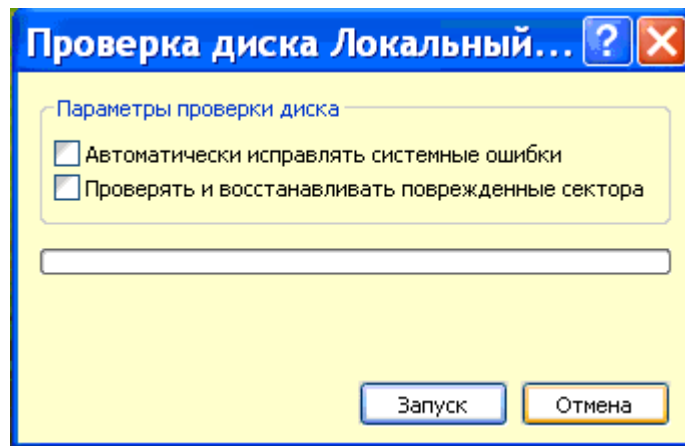 Проверка диска Локальный...
Параметры проверки диска
Автоматически исправлять системные ошибки
Проверять и восстанавливать поврежденные сектора
Запуск
Отмена